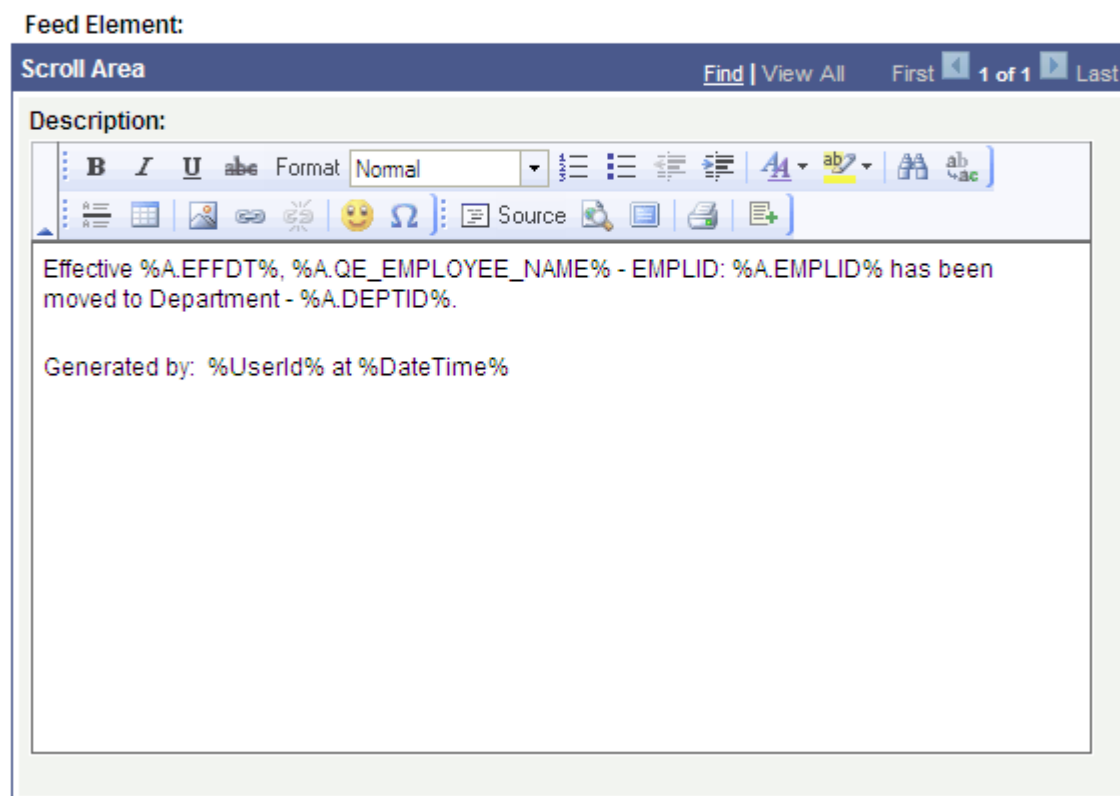 Feed Element:
Scroll Area Find | View All First 1 of 1 Last
Description:
B I U abc Format Normal
Source
Effective %A.EFFDT%, %A.QE_EMPLOYEE_NAME% - EMPLID: %A.EMPLID% has been
moved to Department - %A.DEPTID%.
Generated by: %UserId% at %DateTime%